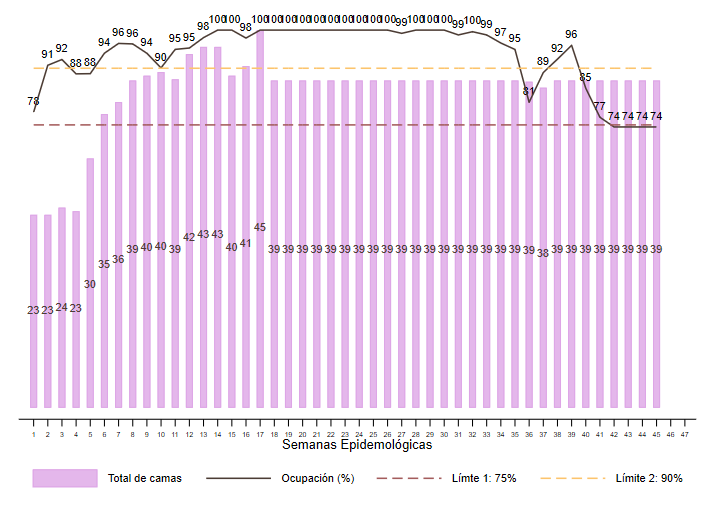 78 91 92 88 88 94 96 96 94 90 95 95 98 100 100 98 100 100 100 100 100 100 100 100 100 100 99 100 100 100 99 100 99 97 95 81 89 92 96 85 77 74 74 74 74
23 23 24 23 30 35 36 39 40 40 39 42 43 43 40 41 45 39 39 39 39 39 39 39 39 39 39 39 39 39 39 39 39 39 39 39 38 39 39 39 39 39 39 39 39
1 2 3 4 5 6 7 8 9 10 11 12 13 14 15 16 17 18 19 20 21 22 23 24 25 26 27 28 29 30 31 32 33 34 35 36 37 38 39 40 41 42 43 44 45 46 47
Semanas Epidemológicas
Total de camas Ocupación (%) Límte 1: 75% Límite 2: 90%